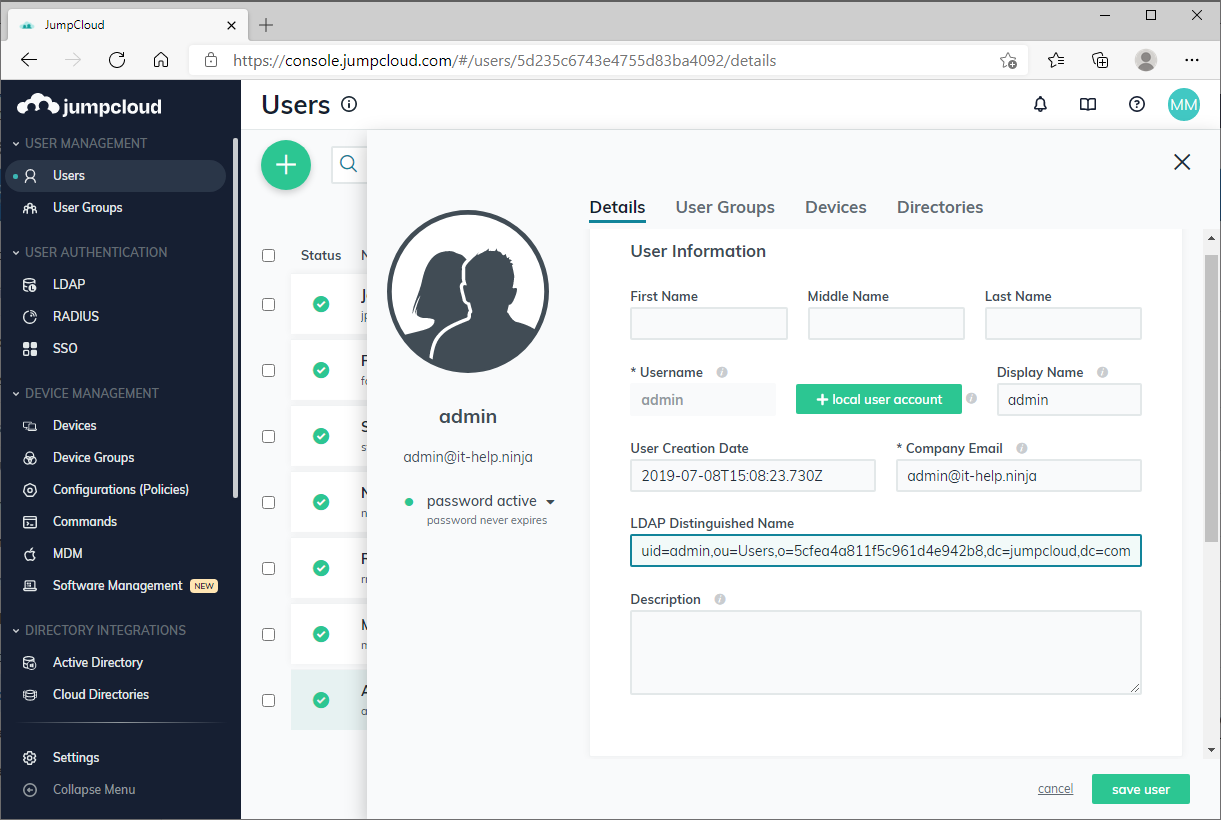 JumpCloud
https://console.jumpcloud.com/#/users/5d235c6743e4755d83ba4092/details
jumpcloud
USER MANAGEMENT
Users
User Groups
USER AUTHENTICATION
LDAP
RADIUS
SSO
DEVICE MANAGEMENT
Devices
Device Groups
Configurations (Policies)
Commands
MDM
Software Management NEW
DIRECTORY INTEGRATIONS
Active Directory
Cloud Directories
Settings
Collapse Menu
Users
MM
Status
admin
admin@it-help.ninja
password active
password never expires
Details User Groups Devices Directories
User Information
First Name Middle Name Last Name
* Username Display Name
admin + local user account admin
User Creation Date * Company Email
2019-07-08T15:08:23.730Z admin@it-help.ninja
LDAP Distinguished Name
uid=admin,ou=Users,o=5cfea4a811f5c961d4e942b8,dc=jumpcloud,dc=com
Description
cancel save user